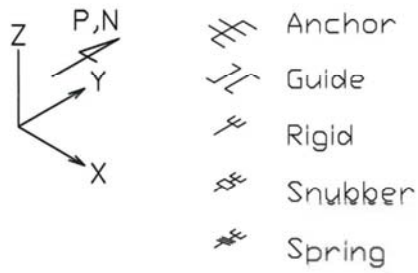 P,N
Z
Y
X
Anchor
Guide
Rigid
Snubber
Spring